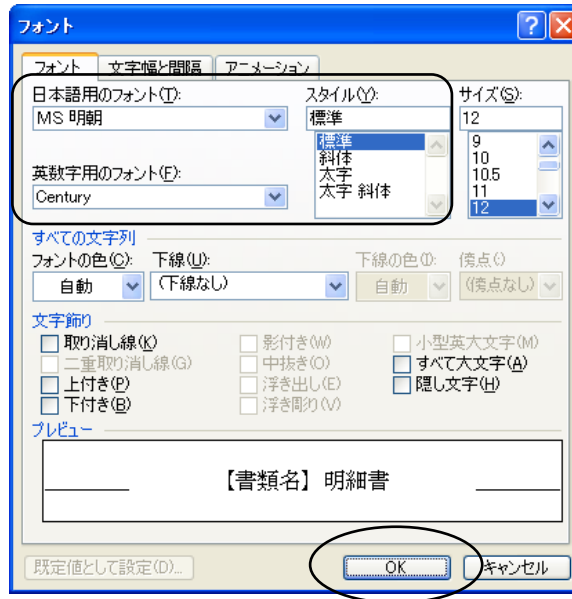 フォント
フォント 文字幅と間隔 アニメーション
日本語用のフォント(T): スタイル(Y): サイズ(S):
MS 明朝 標準 12
標準 9
斜体 10
太字 10.5
太字 斜体 11
12
英数字用のフォント(F):
Century
すべての文字列
フォントの色(C): 下線(U): 下線の色(I): 傍点(:)
自動 (下線なし) 自動 (傍点なし)
文字飾り
取り消し線(K) 影付き(W) 小型英大文字(M)
二重取り消し線(G) 中抜き(O) すべて大文字(A)
上付き(P) 浮き出し(E) 隠し文字(H)
下付き(B) 浮き彫り(V)
プレビュー
【書類名】明細書
既定値として設定(D)... OK キャンセル